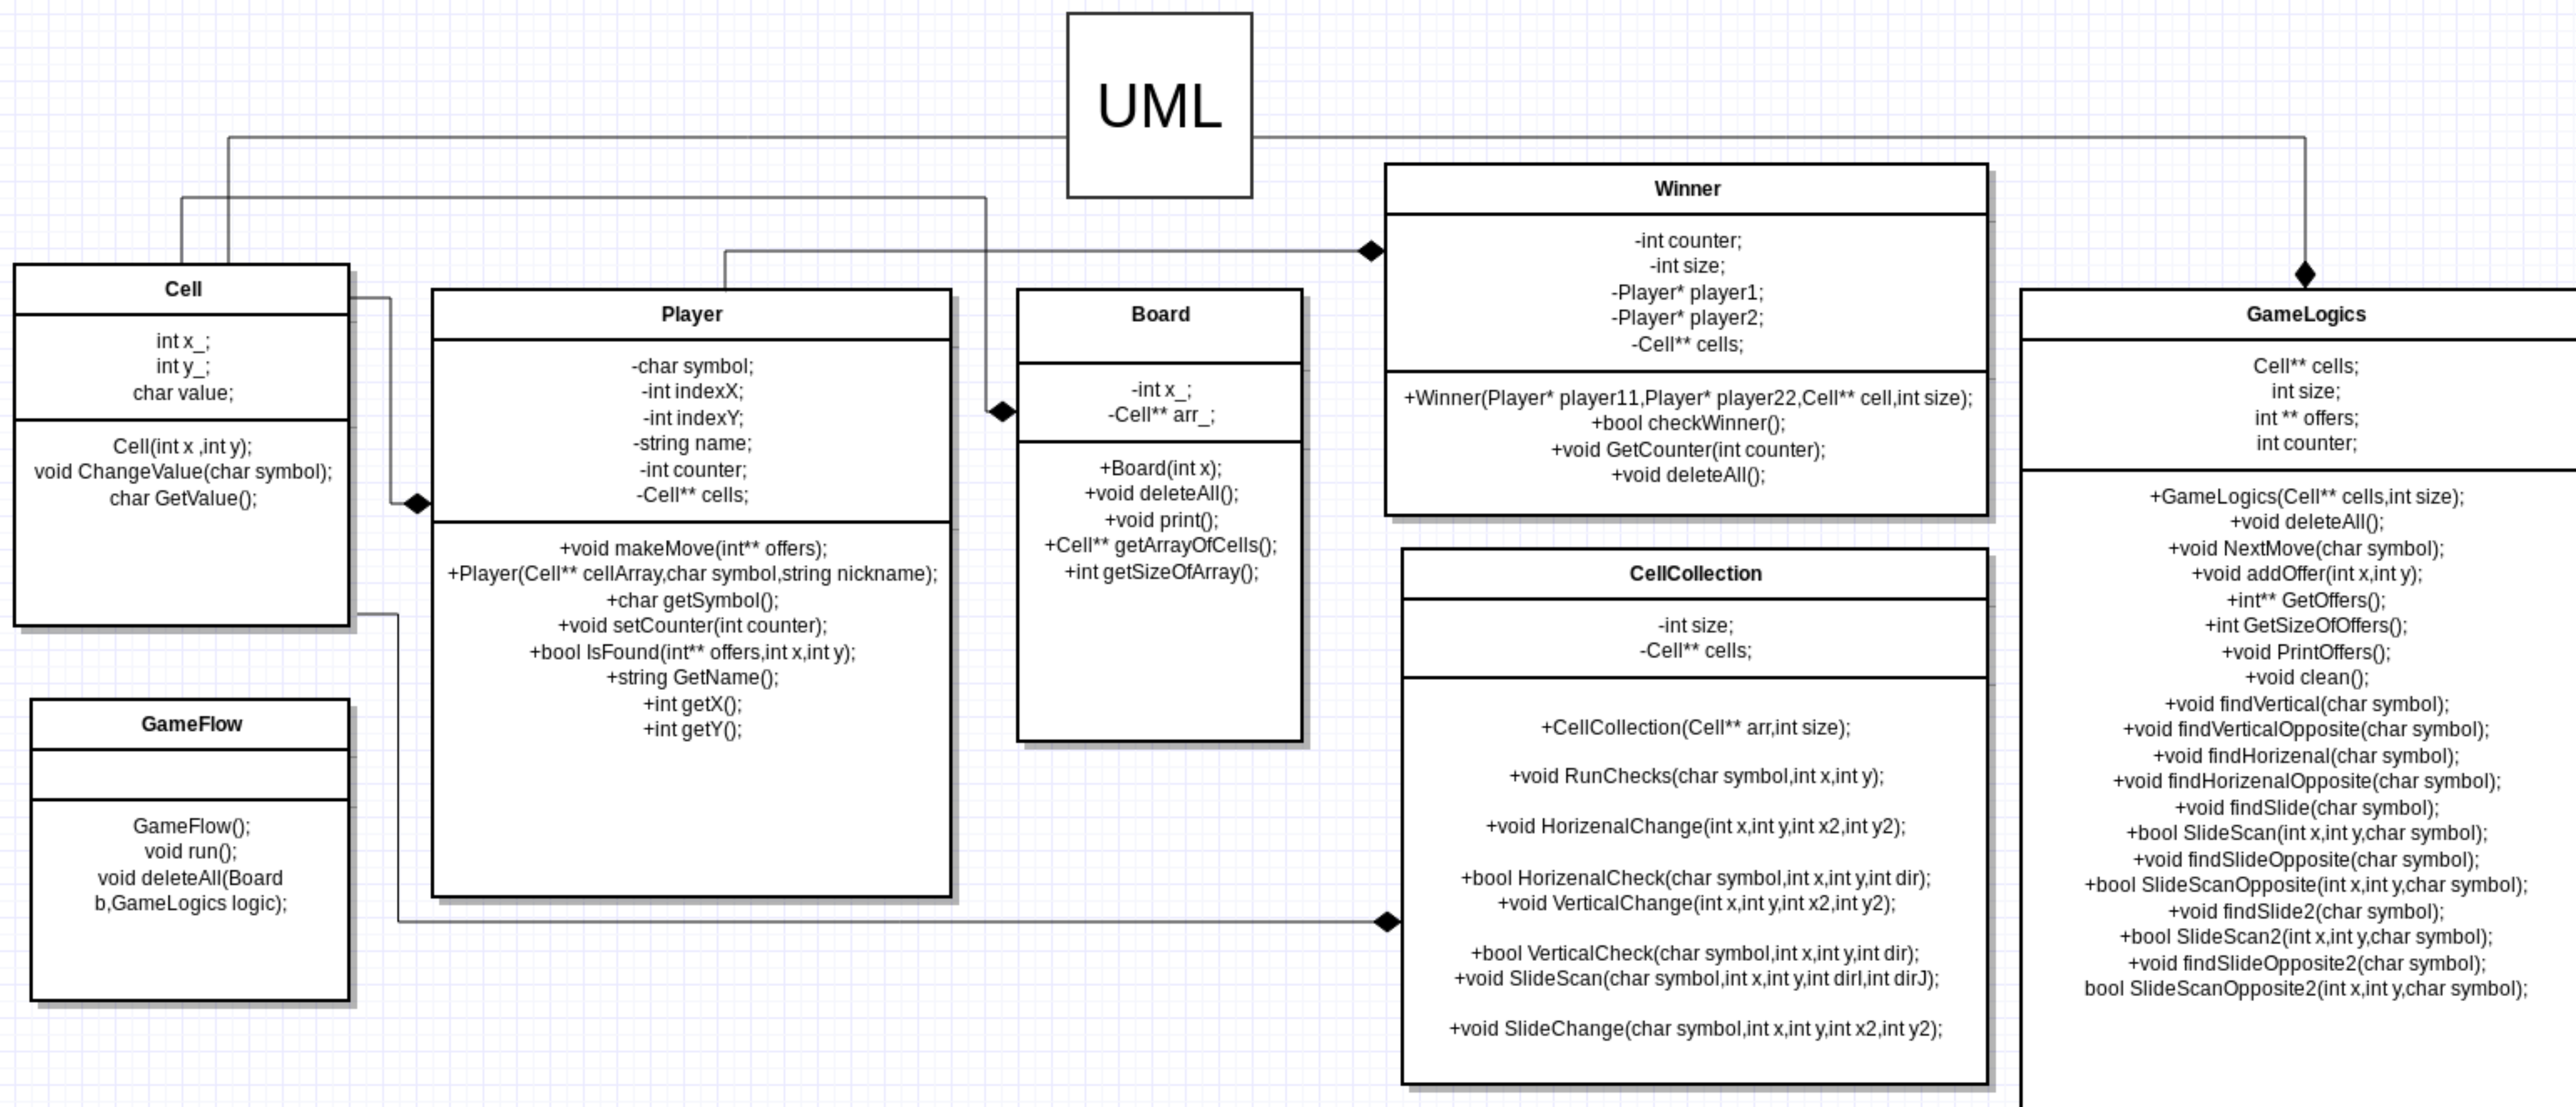 UML
Cell
int x_;
int y_;
char value;
Cell(int x ,int y);
void ChangeValue(char symbol);
char GetValue();
GameFlow
GameFlow();
void run();
void deleteAll(Board
b,GameLogics logic);
Player
-char symbol;
-int indexX;
-int indexY;
-string name;
-int counter;
-Cell** cells;
+void makeMove(int** offers);
+Player(Cell** cellArray,char symbol,string nickname);
+char getSymbol();
+void setCounter(int counter);
+bool IsFound(int** offers,int x,int y);
+string GetName();
+int getX();
+int getY();
Board
-int x_;
-Cell** arr_;
+Board(int x);
+void deleteAll();
+void print();
+Cell** getArrayOfCells();
+int getSizeOfArray();
Winner
-int counter;
-int size;
-Player* player1;
-Player* player2;
-Cell** cells;
+Winner(Player* player11,Player* player22,Cell** cell,int size);
+bool checkWinner();
+void GetCounter(int counter);
+void deleteAll();
CellCollection
-int size;
-Cell** cells;
+CellCollection(Cell** arr,int size);
+void RunChecks(char symbol,int x,int y);
+void HorizenalChange(int x,int y,int x2,int y2);
+bool HorizenalCheck(char symbol,int x,int y,int dir);
+void VerticalChange(int x,int y,int x2,int y2);
+bool VerticalCheck(char symbol,int x,int y,int dir);
+void SlideScan(char symbol,int x,int y,int dirI,int dirJ);
+void SlideChange(char symbol,int x,int y,int x2,int y2);
GameLogics
Cell** cells;
int size;
int ** offers;
int counter;
+GameLogics(Cell** cells,int size);
+void deleteAll();
+void NextMove(char symbol);
+void addOffer(int x,int y);
+int** GetOffers();
+int GetSizeOfOffers();
+void PrintOffers();
+void clean();
+void findVertical(char symbol);
+void findVerticalOpposite(char symbol);
+void findHorizenal(char symbol);
+void findHorizenalOpposite(char symbol);
+void findSlide(char symbol);
+bool SlideScan(int x,int y,char symbol);
+void findSlideOpposite(char symbol);
+bool SlideScanOpposite(int x,int y,char symbol);
+void findSlide2(char symbol);
+bool SlideScan2(int x,int y,char symbol);
+void findSlideOpposite2(char symbol);
bool SlideScanOpposite2(int x,int y,char symbol);